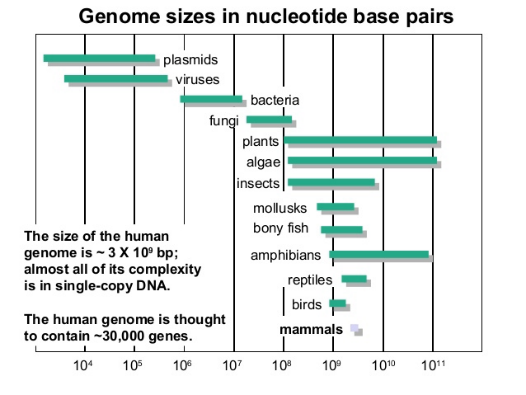 Genome sizes in nucleotide base pairs
plasmids
viruses
bacteria
fungi
plants
algae
insects
mollusks
bony fish
amphibians
reptiles
birds
mammals
The size of the human
genome is ~ 3 X 10⁹ bp;
almost all of its complexity
is in single-copy DNA.
The human genome is thought
to contain ~30,000 genes.
10⁴ 10⁵ 10⁶ 10⁷ 10⁸ 10⁹ 10¹⁰ 10¹¹